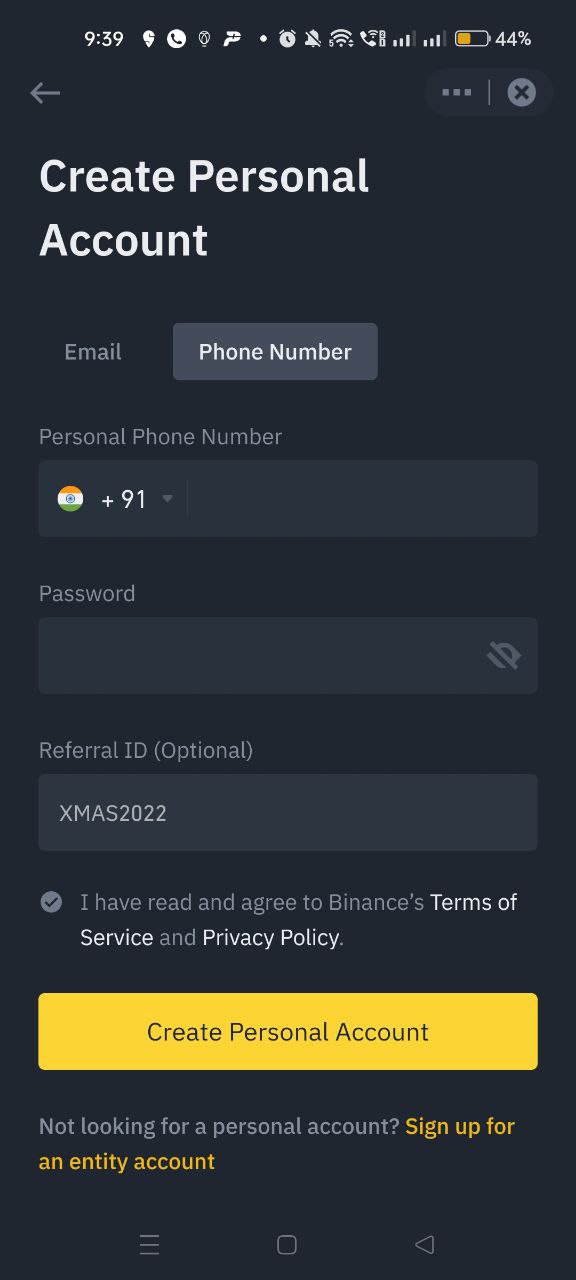 9:39
44%
Create Personal
Account
Email
Phone Number
Personal Phone Number
+ 91
Password
Referral ID (Optional)
XMAS2022
I have read and agree to Binance’s Terms of
Service and Privacy Policy.
Create Personal Account
Not looking for a personal account? Sign up for
an entity account